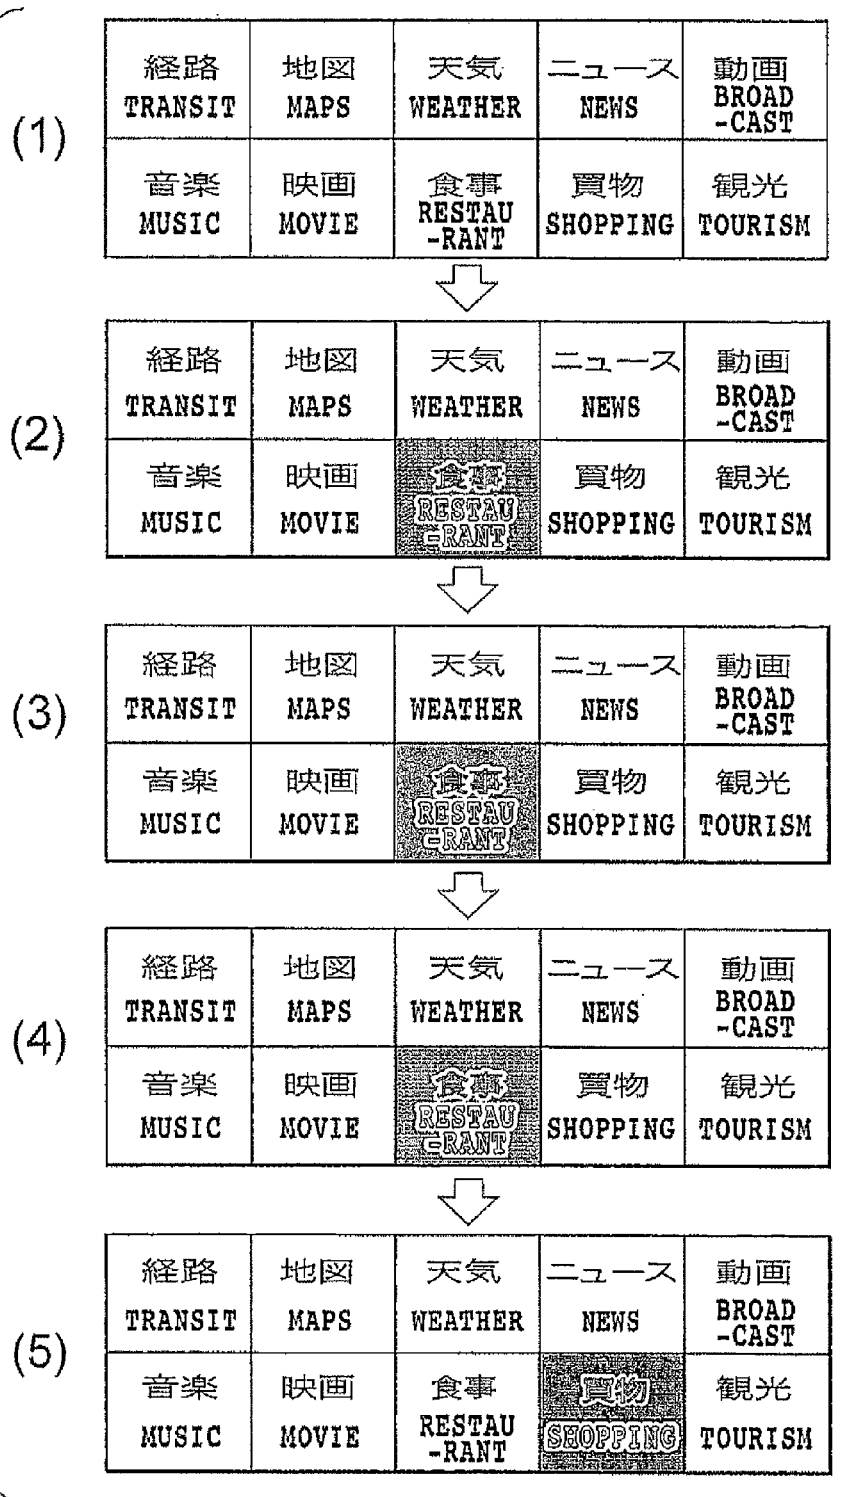 (1)
経路 地図 天気 ニュース 動画
TRANSIT MAPS WEATHER NEWS BROAD
-CAST
音楽 映画 食事 買物 観光
MUSIC MOVIE RESTAU SHOPPING TOURISM
-RANT
(2)
経路 地図 天気 ニュース 動画
TRANSIT MAPS WEATHER NEWS BROAD
-CAST
音楽 映画 食事 買物 観光
MUSIC MOVIE RESTAU SHOPPING TOURISM
-RANT
(3)
経路 地図 天気 ニュース 動画
TRANSIT MAPS WEATHER NEWS BROAD
-CAST
音楽 映画 食事 買物 観光
MUSIC MOVIE RESTAU SHOPPING TOURISM
-RANT
(4)
経路 地図 天気 ニュース 動画
TRANSIT MAPS WEATHER NEWS BROAD
-CAST
音楽 映画 食事 買物 観光
MUSIC MOVIE RESTAU SHOPPING TOURISM
-RANT
(5)
経路 地図 天気 ニュース 動画
TRANSIT MAPS WEATHER NEWS BROAD
-CAST
音楽 映画 食事 買物 観光
MUSIC MOVIE RESTAU SHOPPING TOURISM
-RANT